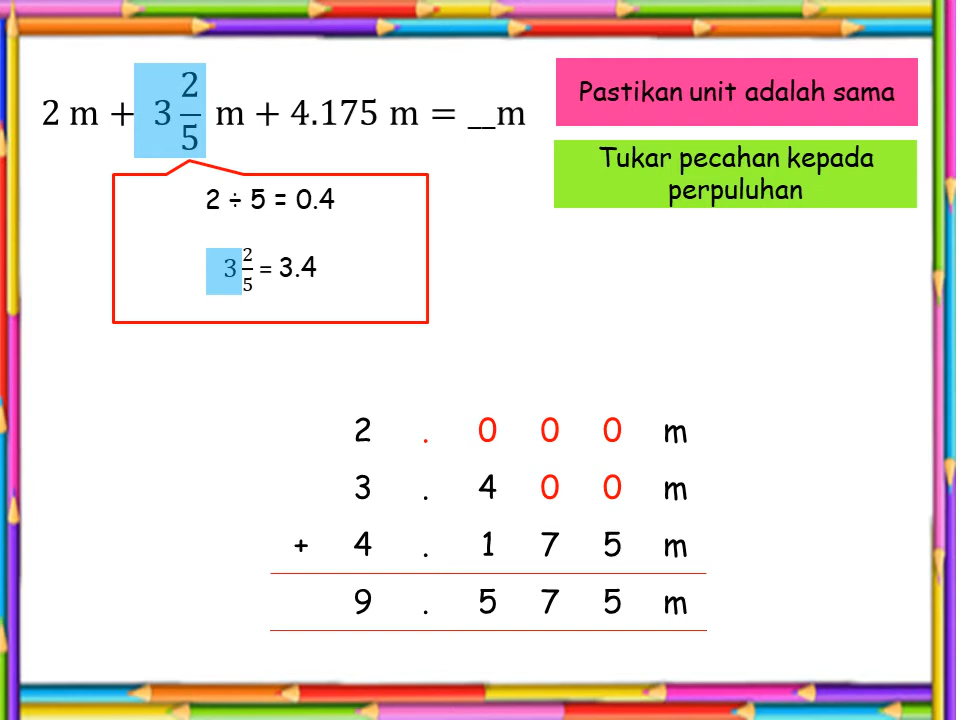 2 m + 3 2/5 m + 4.175 m = __m
Pastikan unit adalah sama
Tukar pecahan kepada
perpuluhan
2 ÷ 5 = 0.4
3 2/5 = 3.4
2 . 0 0 0 m
3 . 4 0 0 m
+ 4 . 1 7 5 m
9 . 5 7 5 m